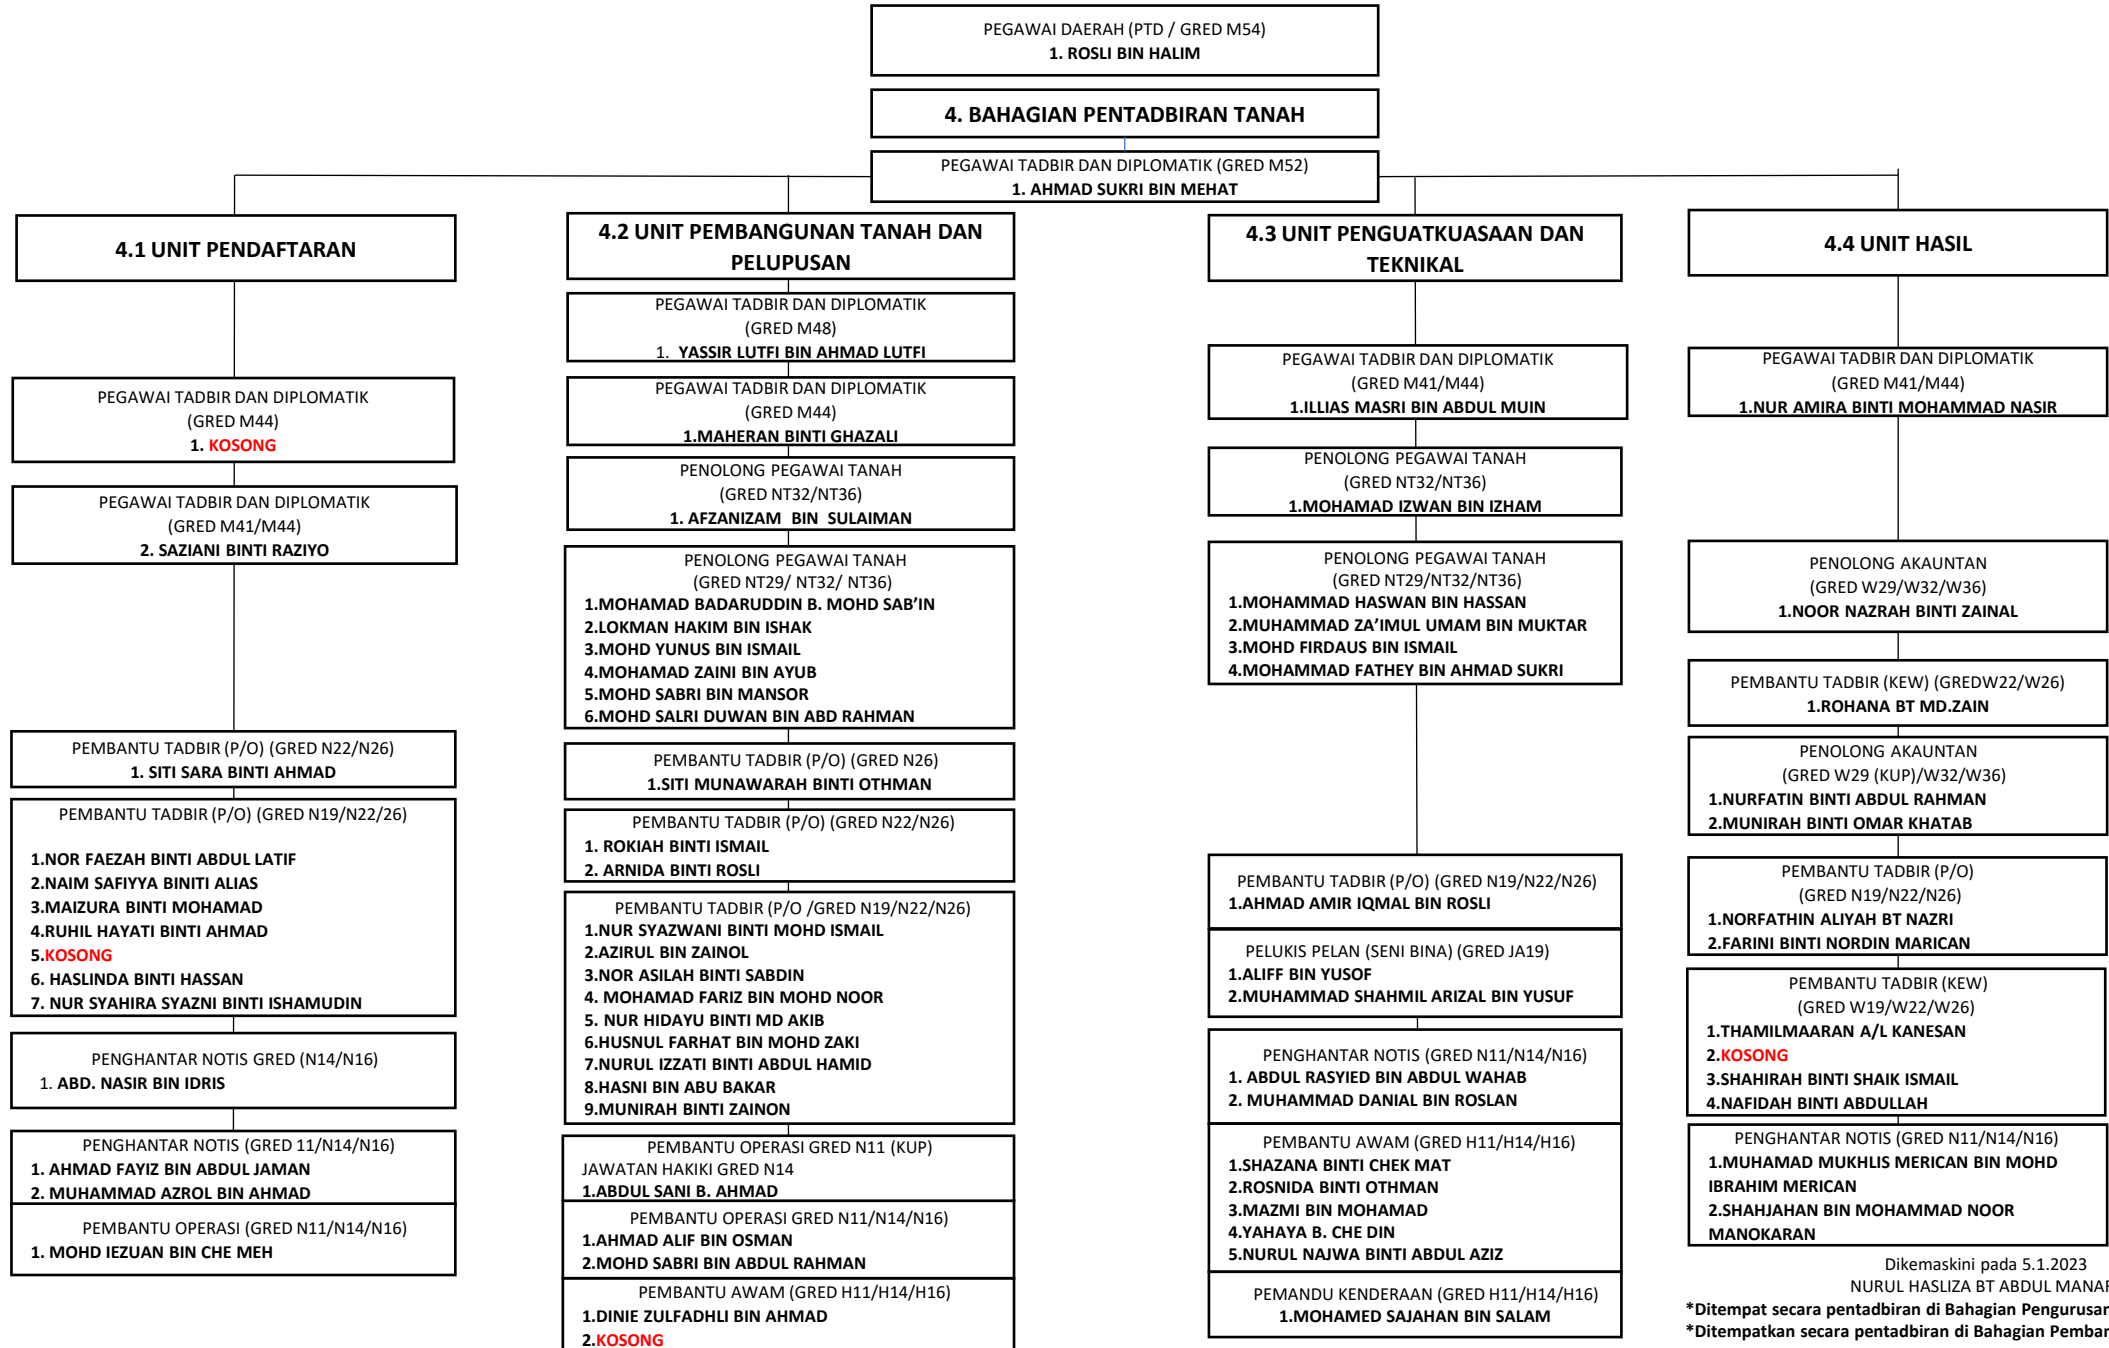 PEGAWAI DAERAH (PTD / GRED M54)
1. ROSLI BIN HALIM
4. BAHAGIAN PENTADBIRAN TANAH
PEGAWAI TADBIR DAN DIPLOMATIK (GRED M52)
1. AHMAD SUKRI BIN MEHAT
4.1 UNIT PENDAFTARAN
PEGAWAI TADBIR DAN DIPLOMATIK
(GRED M44)
1. KOSONG
PEGAWAI TADBIR DAN DIPLOMATIK
(GRED M41/M44)
2. SAZIANI BINTI RAZIYO
PEMBANTU TADBIR (P/O) (GRED N22/N26)
1. SITI SARA BINTI AHMAD
PEMBANTU TADBIR (P/O) (GRED N19/N22/26)
1.NOR FAEZAH BINTI ABDUL LATIF
2.NAIM SAFIYYA BINITI ALIAS
3.MAIZURA BINTI MOHAMAD
4.RUHIL HAYATI BINTI AHMAD
5.KOSONG
6. HASLINDA BINTI HASSAN
7. NUR SYAHIRA SYAZNI BINTI ISHAMUDIN
PENGHANTAR NOTIS GRED (N14/N16)
1. ABD. NASIR BIN IDRIS
PENGHANTAR NOTIS (GRED 11/N14/N16)
1. AHMAD FAYIZ BIN ABDUL JAMAN
2. MUHAMMAD AZROL BIN AHMAD
PEMBANTU OPERASI (GRED N11/N14/N16)
1. MOHD IEZUAN BIN CHE MEH
4.2 UNIT PEMBANGUNAN TANAH DAN
PELUPUSAN
PEGAWAI TADBIR DAN DIPLOMATIK
(GRED M48)
1. YASSIR LUTFI BIN AHMAD LUTFI
PEGAWAI TADBIR DAN DIPLOMATIK
(GRED M44)
1.MAHERAN BINTI GHAZALI
PENOLONG PEGAWAI TANAH
(GRED NT32/NT36)
1. AFZANIZAM BIN SULAIMAN
PENOLONG PEGAWAI TANAH
(GRED NT29/ NT32/ NT36)
1.MOHAMAD BADARUDDIN B. MOHD SAB’IN
2.LOKMAN HAKIM BIN ISHAK
3.MOHD YUNUS BIN ISMAIL
4.MOHAMAD ZAINI BIN AYUB
5.MOHD SABRI BIN MANSOR
6.MOHD SALRI DUWAN BIN ABD RAHMAN
PEMBANTU TADBIR (P/O) (GRED N26)
1.SITI MUNAWARAH BINTI OTHMAN
PEMBANTU TADBIR (P/O) (GRED N22/N26)
1. ROKIAH BINTI ISMAIL
2. ARNIDA BINTI ROSLI
PEMBANTU TADBIR (P/O /GRED N19/N22/N26)
1.NUR SYAZWANI BINTI MOHD ISMAIL
2.AZIRUL BIN ZAINOL
3.NOR ASILAH BINTI SABDIN
4. MOHAMAD FARIZ BIN MOHD NOOR
5. NUR HIDAYU BINTI MD AKIB
6.HUSNUL FARHAT BIN MOHD ZAKI
7.NURUL IZZATI BINTI ABDUL HAMID
8.HASNI BIN ABU BAKAR
9.MUNIRAH BINTI ZAINON
PEMBANTU OPERASI GRED N11 (KUP)
JAWATAN HAKIKI GRED N14
1.ABDUL SANI B. AHMAD
PEMBANTU OPERASI GRED N11/N14/N16)
1.AHMAD ALIF BIN OSMAN
2.MOHD SABRI BIN ABDUL RAHMAN
PEMBANTU AWAM (GRED H11/H14/H16)
1.DINIE ZULFADHLI BIN AHMAD
2.KOSONG
4.3 UNIT PENGUATKUASAAN DAN
TEKNIKAL
PEGAWAI TADBIR DAN DIPLOMATIK
(GRED M41/M44)
1.ILLIAS MASRI BIN ABDUL MUIN
PENOLONG PEGAWAI TANAH
(GRED NT32/NT36)
1.MOHAMAD IZWAN BIN IZHAM
PENOLONG PEGAWAI TANAH
(GRED NT29/NT32/NT36)
1.MOHAMMAD HASWAN BIN HASSAN
2.MUHAMMAD ZA’IMUL UMAM BIN MUKTAR
3.MOHD FIRDAUS BIN ISMAIL
4.MOHAMMAD FATHEY BIN AHMAD SUKRI
PEMBANTU TADBIR (P/O) (GRED N19/N22/N26)
1.AHMAD AMIR IQMAL BIN ROSLI
PELUKIS PELAN (SENI BINA) (GRED JA19)
1.ALIFF BIN YUSOF
2.MUHAMMAD SHAHMIL ARIZAL BIN YUSUF
PENGHANTAR NOTIS (GRED N11/N14/N16)
1. ABDUL RASYIED BIN ABDUL WAHAB
2. MUHAMMAD DANIAL BIN ROSLAN
PEMBANTU AWAM (GRED H11/H14/H16)
1.SHAZANA BINTI CHEK MAT
2.ROSNIDA BINTI OTHMAN
3.MAZMI BIN MOHAMAD
4.YAHAYA B. CHE DIN
5.NURUL NAJWA BINTI ABDUL AZIZ
PEMANDU KENDERAAN (GRED H11/H14/H16)
1.MOHAMED SAJAHAN BIN SALAM
4.4 UNIT HASIL
PEGAWAI TADBIR DAN DIPLOMATIK
(GRED M41/M44)
1.NUR AMIRA BINTI MOHAMMAD NASIR
PENOLONG AKAUNTAN
(GRED W29/W32/W36)
1.NOOR NAZRAH BINTI ZAINAL
PEMBANTU TADBIR (KEW) (GREDW22/W26)
1.ROHANA BT MD.ZAIN
PENOLONG AKAUNTAN
(GRED W29 (KUP)/W32/W36)
1.NURFATIN BINTI ABDUL RAHMAN
2.MUNIRAH BINTI OMAR KHATAB
PEMBANTU TADBIR (P/O)
(GRED N19/N22/N26)
1.NORFATHIN ALIYAH BT NAZRI
2.FARINI BINTI NORDIN MARICAN
PEMBANTU TADBIR (KEW)
(GRED W19/W22/W26)
1.THAMILMAARAN A/L KANESAN
2.KOSONG
3.SHAHIRAH BINTI SHAIK ISMAIL
4.NAFIDAH BINTI ABDULLAH
PENGHANTAR NOTIS (GRED N11/N14/N16)
1.MUHAMAD MUKHLIS MERICAN BIN MOHD
IBRAHIM MERICAN
2.SHAHJAHAN BIN MOHAMMAD NOOR
MANOKARAN
Dikemaskini pada 5.1.2023
NURUL HASLIZA BT ABDUL
*Ditempat secara pentadbiran di Bahagian Pengurusan
*Ditempatkan secara pentadbiran di Bahagian